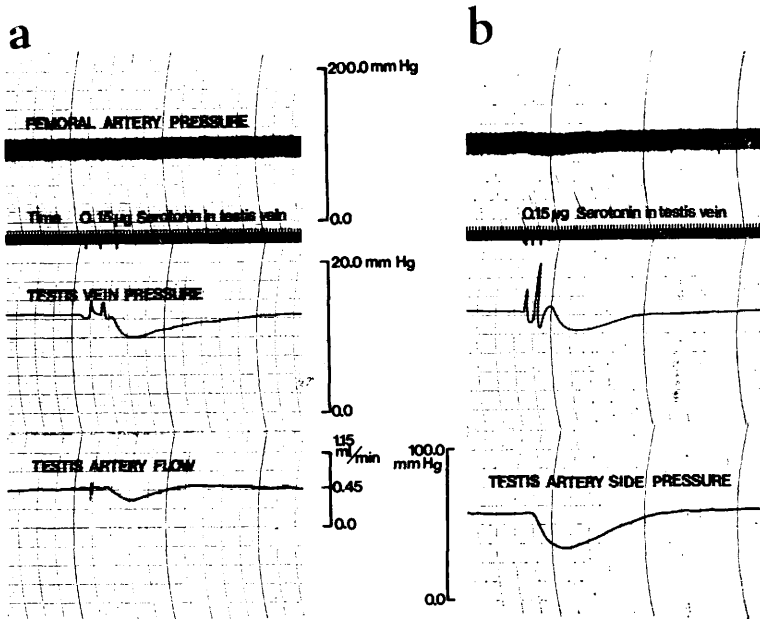 a
200.0 mm Hg
FEMORAL ARTERY PRESSURE
Time 0.15 µg Serotonin in testis vein
0.0
20.0 mm Hg
TESTIS VEIN PRESSURE
0.0
1.15
ml/min
TESTIS ARTERY FLOW
0.45
0.0
b
0.15 µg Serotonin in testis vein
100.0
mm Hg
TESTIS ARTERY SIDE PRESSURE
0.0